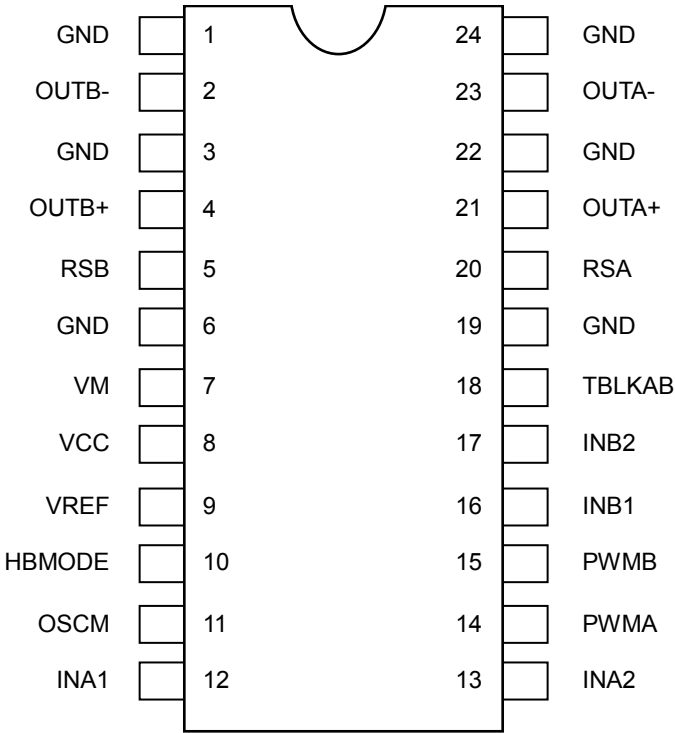 GND 1 24 GND
OUTB- 2 23 OUTA-
GND 3 22 GND
OUTB+ 4 21 OUTA+
RSB 5 20 RSA
GND 6 19 GND
VM 7 18 TBLKAB
VCC 8 17 INB2
VREF 9 16 INB1
HBMODE 10 15 PWMB
OSCM 11 14 PWMA
INA1 12 13 INA2